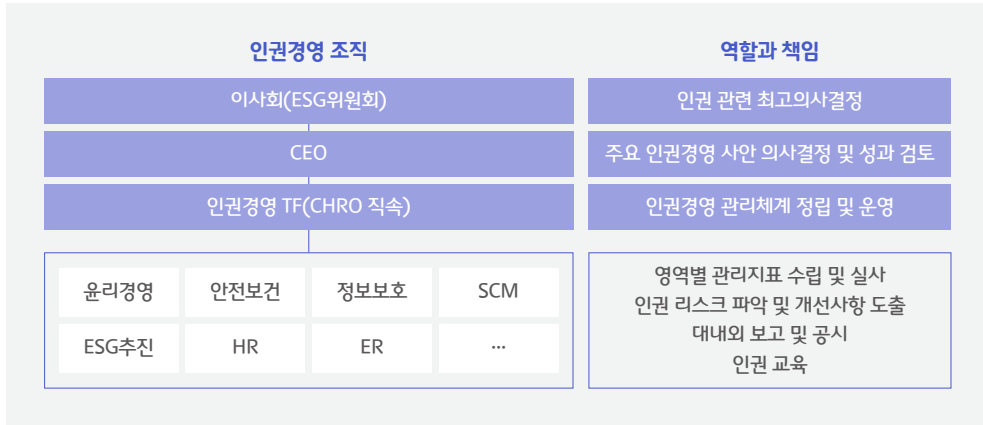 인권경영 조직
역할과 책임
이사회(ESG위원회)
인권 관련 최고의사결정
CEO
주요 인권경영 사안 의사결정 및 성과 검토
인권경영 TF(CHRO 직속)
인권경영 관리체계 정립 및 운영
윤리경영 안전보건 정보보호 SCM
ESG추진 HR ER ···
영역별 관리지표 수립 및 실사
인권 리스크 파악 및 개선사항 도출
대내외 보고 및 공시
인권 교육